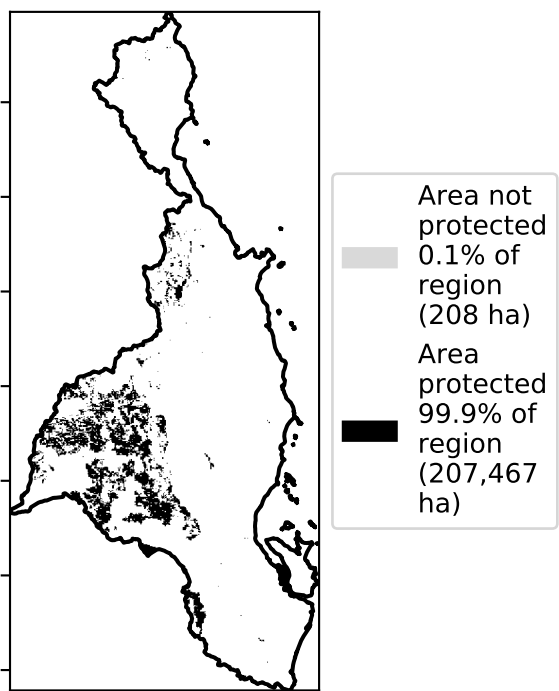 Area not
protected
0.1% of
region
(208 ha)
Area
protected
99.9% of
region
(207,467
ha)